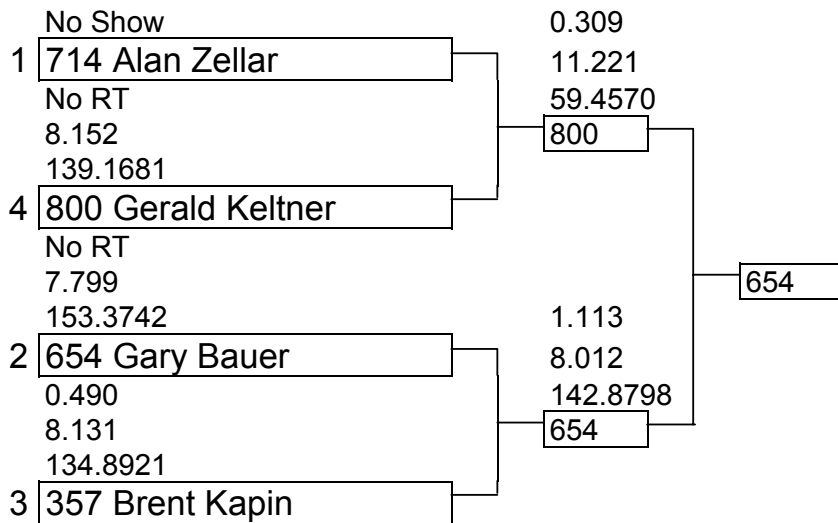 No Show
1 714 Alan Zellar
No RT
8.152
139.1681
4 800 Gerald Keltner
No RT
7.799
153.3742
2 654 Gary Bauer
0.490
8.131
134.8921
3 357 Brent Kapin
0.309
11.221
59.4570
800
1.113
8.012
142.8798
654
654